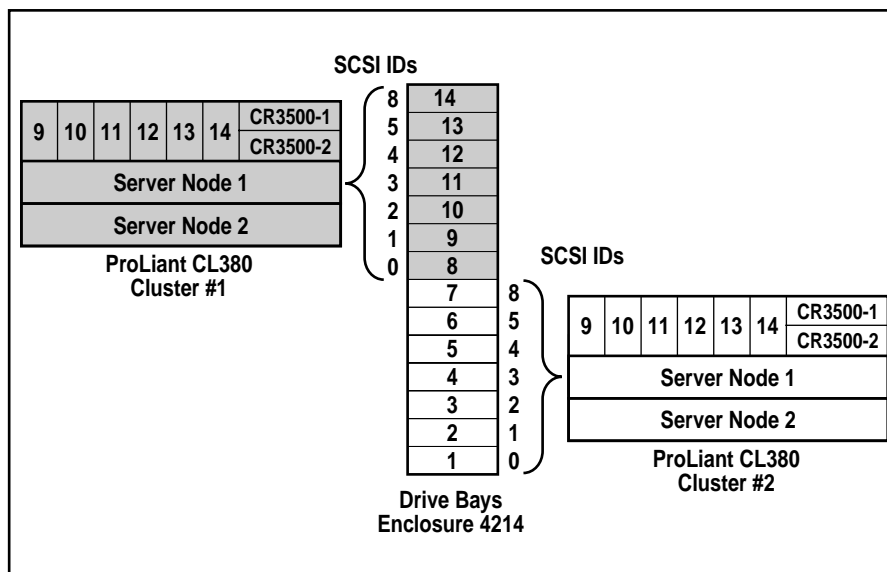 SCSI IDs
8 14
5 13
4 12
3 11
2 10
1 9
0 8
9 10 11 12 13 14 CR3500-1
CR3500-2
Server Node 1
Server Node 2
ProLiant CL380
Cluster #1
SCSI IDs
7 8
6 5
5 4
4 3
3 2
2 1
1 0
Drive Bays
Enclosure 4214
9 10 11 12 13 14 CR3500-1
CR3500-2
Server Node 1
Server Node 2
ProLiant CL380
Cluster #2